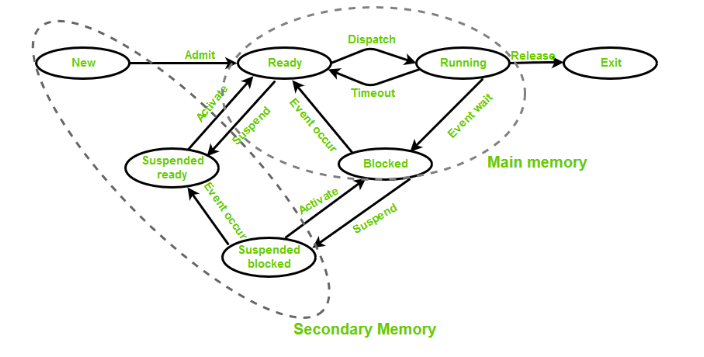 Dispatch
Admit
Release
New
Ready
Running
Exit
Timeout
Activate
Suspend
Event occur
Event wait
Suspended
ready
Blocked
Main memory
Event occur
Activate
Suspend
Suspended
blocked
Secondary Memory